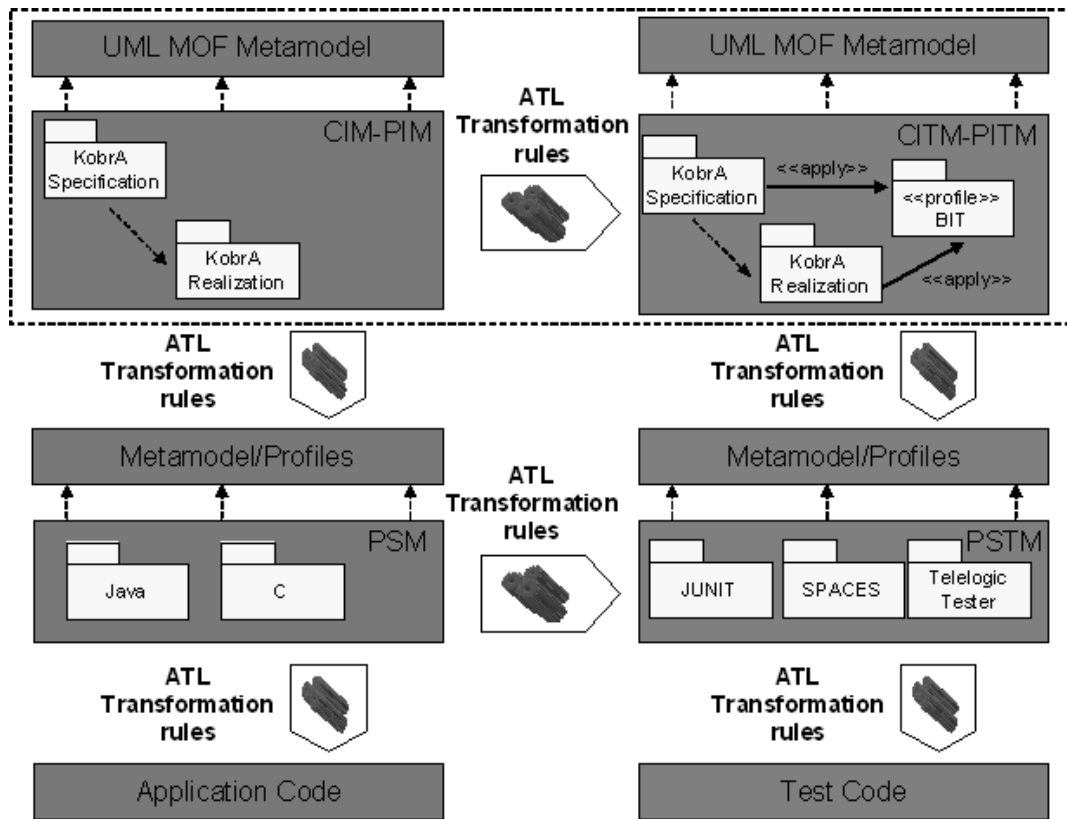 UML MOF Metamodel
UML MOF Metamodel
CIM-PIM
KobrA
Specification
KobrA
Realization
ATL
Transformation
rules
CITM-PITM
KobrA
Specification
<<apply>>
<<profile>>
BIT
KobrA
Realization
<<apply>>
ATL
Transformation
rules
ATL
Transformation
rules
Metamodel/Profiles
Metamodel/Profiles
PSM
Java
C
ATL
Transformation
rules
PSTM
JUNIT
SPACES
Telelogic
Tester
ATL
Transformation
rules
ATL
Transformation
rules
Application Code
Test Code